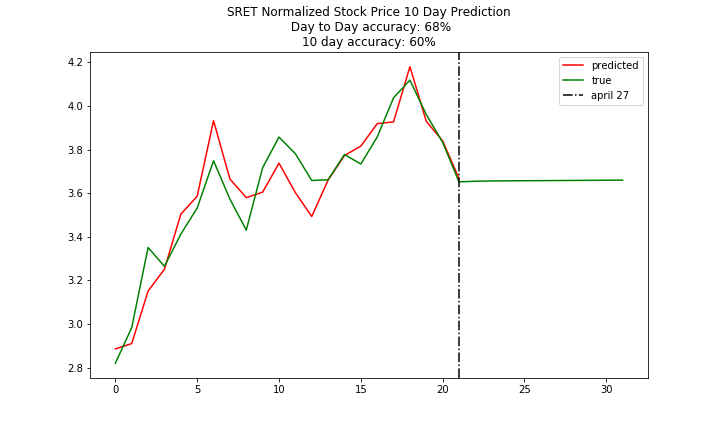 SRET Normalized Stock Price 10 Day Prediction
Day to Day accuracy: 68%
10 day accuracy: 60%
4.2
4.0
3.8
3.6
3.4
3.2
3.0
2.8
predicted
true
april 27
0
5
10
15
20
25
30